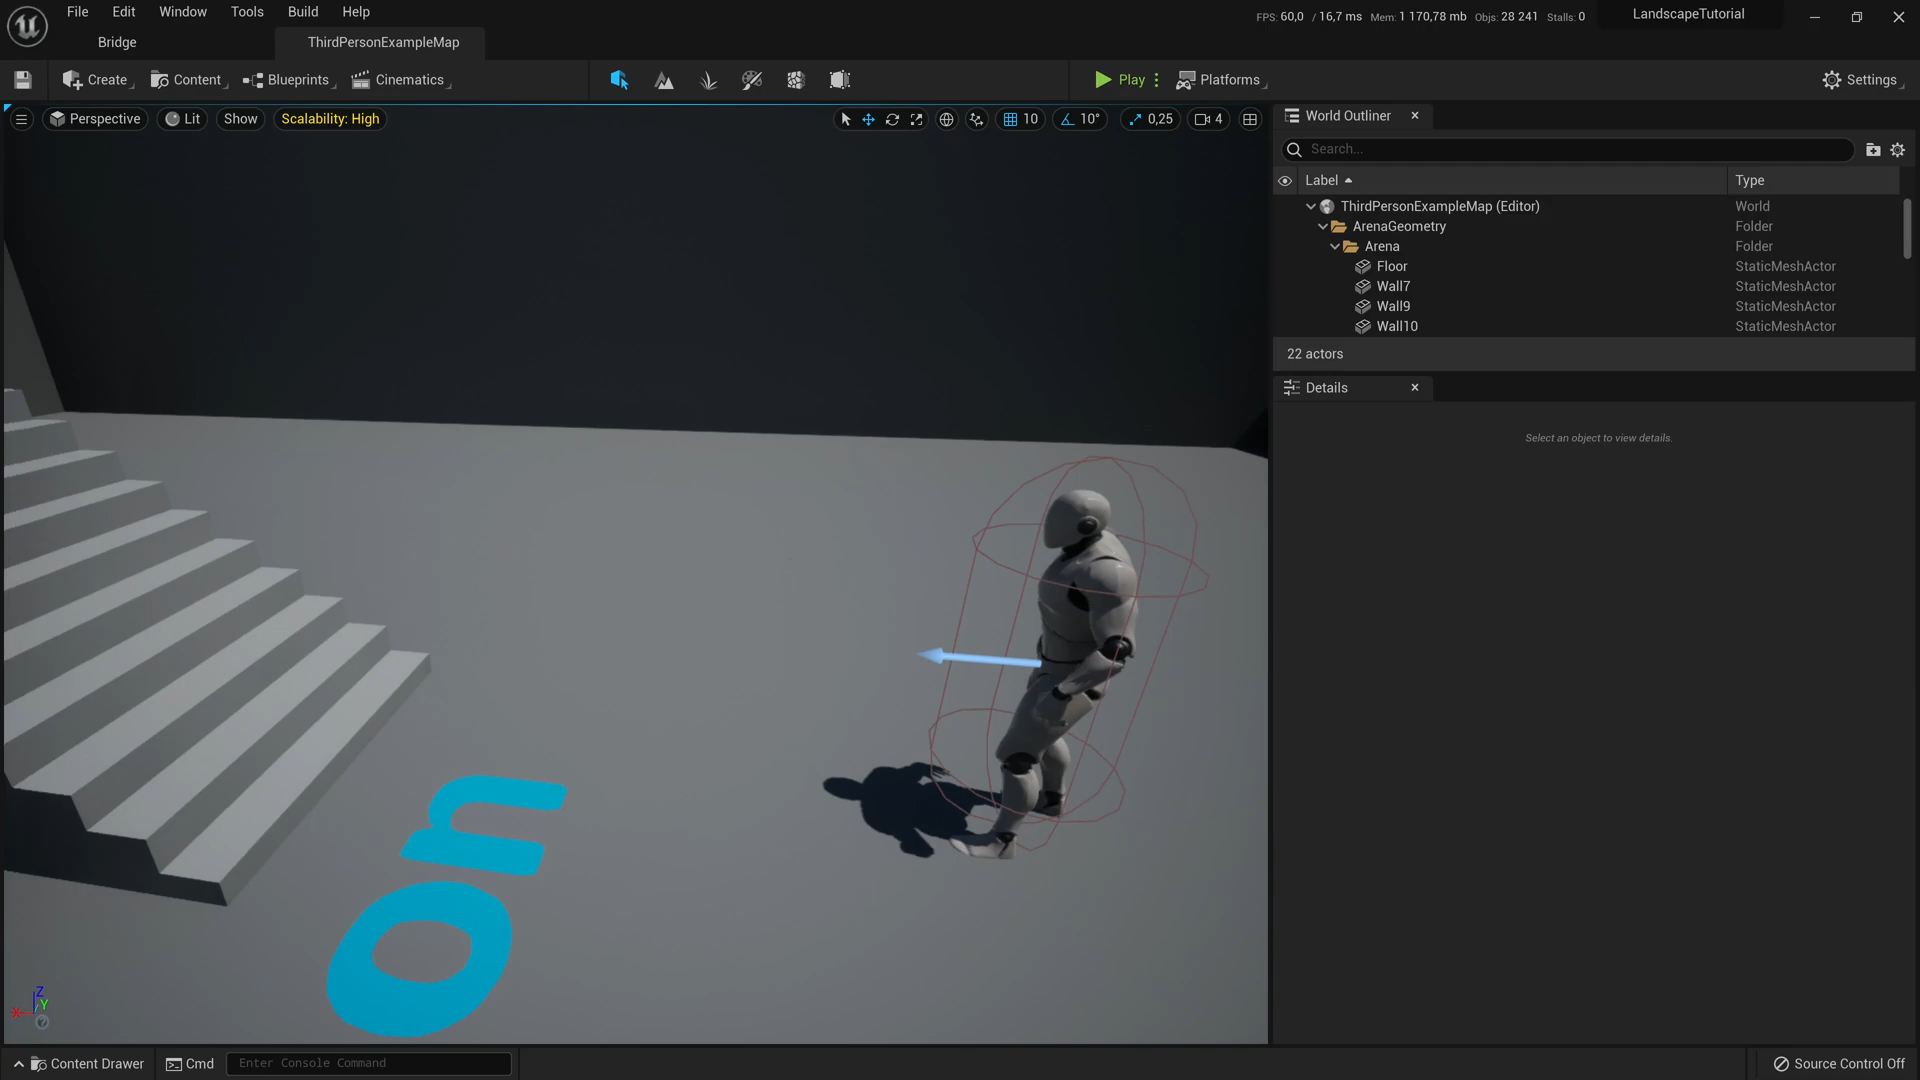 File Edit Window Tools Build Help
FPS: 60,0 / 16,7 ms Mem: 1 170,78 mb Objs: 28 241 Stalls: 0
LandscapeTutorial
Bridge
ThirdPersonExampleMap
Create Content Blueprints Cinematics
Play
Platforms
Settings
Perspective Lit Show Scalability: High
10 10° 0,25 4
World Outliner
Search...
Label Type
ThirdPersonExampleMap (Editor) World
ArenaGeometry Folder
Arena Folder
Floor StaticMeshActor
Wall7 StaticMeshActor
Wall9 StaticMeshActor
Wall10 StaticMeshActor
22 actors
Details
Select an object to view details.
on
Z
Y
X
Content Drawer Cmd Enter Console Command
Source Control Off